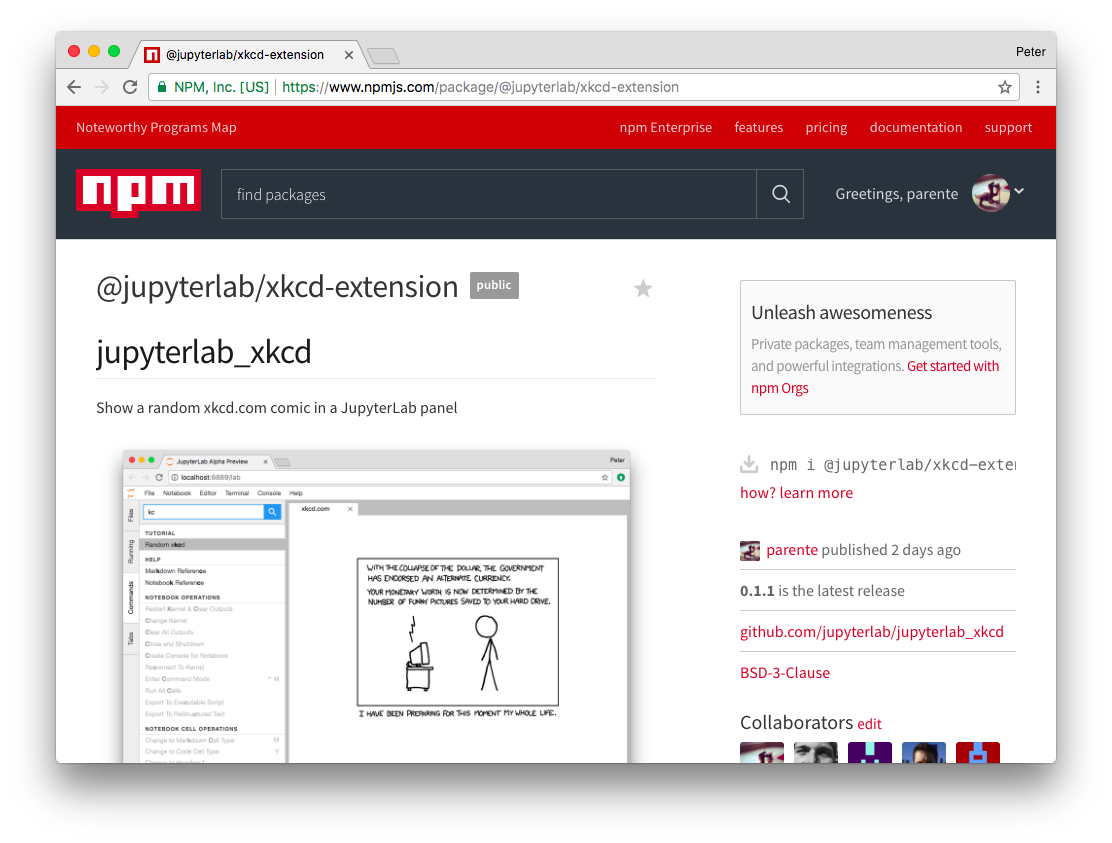 @jupyterlab/xkcd-extension
Peter
NPM, Inc. [US] https://www.npmjs.com/package/@jupyterlab/xkcd-extension
Noteworthy Programs Map
npm Enterprise features pricing documentation support
npm
find packages
Greetings, parente
@jupyterlab/xkcd-extension public
jupyterlab_xkcd
Show a random xkcd.com comic in a JupyterLab panel
JupyterLab Alpha Preview
Peter
localhost:8889/lab
File Notebook Editor Terminal Console Help
Files
Running
Commands
Tabs
kc
TUTORIAL
Random xkcd
HELP
Markdown Reference
Notebook Reference
NOTEBOOK OPERATIONS
Restart Kernel & Clear Outputs
Change Kernel
Clear All Outputs
Close and Shutdown
Create Console for Notebook
Reconnect To Kernel
Enter Command Mode ^ M
Run All Cells
Export To Executable Script
Export To ReStructured Text
NOTEBOOK CELL OPERATIONS
Change to Markdown Cell Type M
Change to Code Cell Type Y
Change to Heading 1
xkcd.com
WITH THE COLLAPSE OF THE DOLLAR, THE GOVERNMENT
HAS ENDORSED AN ALTERNATE CURRENCY.
YOUR MONETARY WORTH IS NOW DETERMINED BY THE
NUMBER OF FUNNY PICTURES SAVED TO YOUR HARD DRIVE.
I HAVE BEEN PREPARING FOR THIS MOMENT MY WHOLE LIFE.
Unleash awesomeness
Private packages, team management tools,
and powerful integrations. Get started with
npm Orgs
npm i @jupyterlab/xkcd-exten
how? learn more
parente published 2 days ago
0.1.1 is the latest release
github.com/jupyterlab/jupyterlab_xkcd
BSD-3-Clause
Collaborators edit